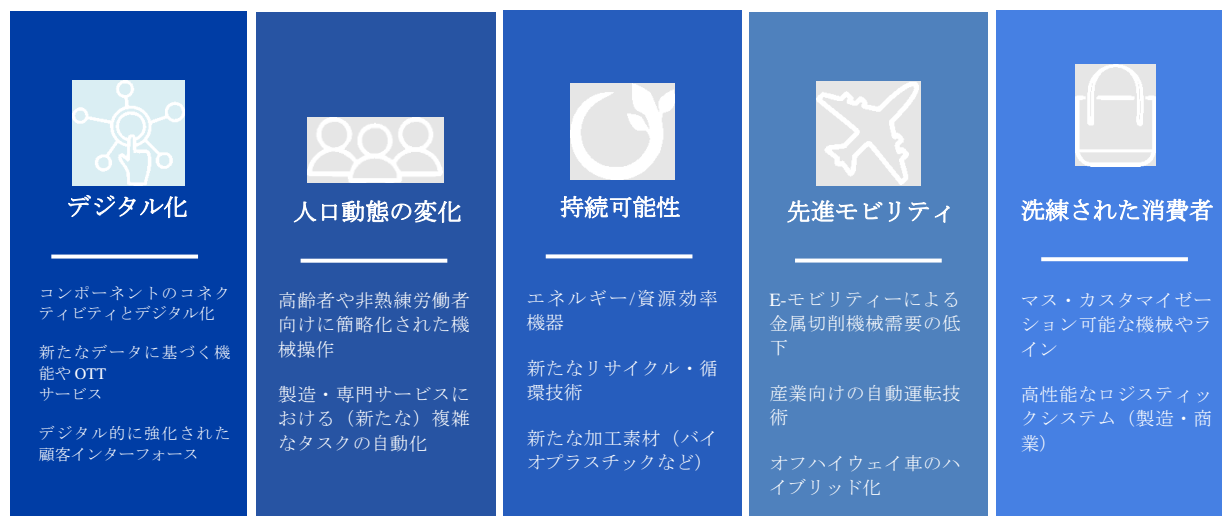 デジタル化
コンポーネントのコネク
ティビティとデジタル化
新たなデータに基づく機
能や OTT
サービス
デジタル的に強化された
顧客インターフォース
人口動態の変化
高齢者や非熟練労働者
向けに簡略化された機
械操作
製造・専門サービスに
おける（新たな）複雑
なタスクの自動化
持続可能性
エネルギー/資源効率
機器
新たなリサイクル・循
環技術
新たな加工素材（バイ
オプラスチックなど）
先進モビリティ
E-モビリティーによる
金属切削機械需要の低
下
産業向けの自動運転技
術
オフハイウェイ車のハ
イブリッド化
洗練された消費者
マス・カスタマイゼー
ション可能な機械やラ
イン
高性能なロジスティッ
クシステム（製造・商
業）